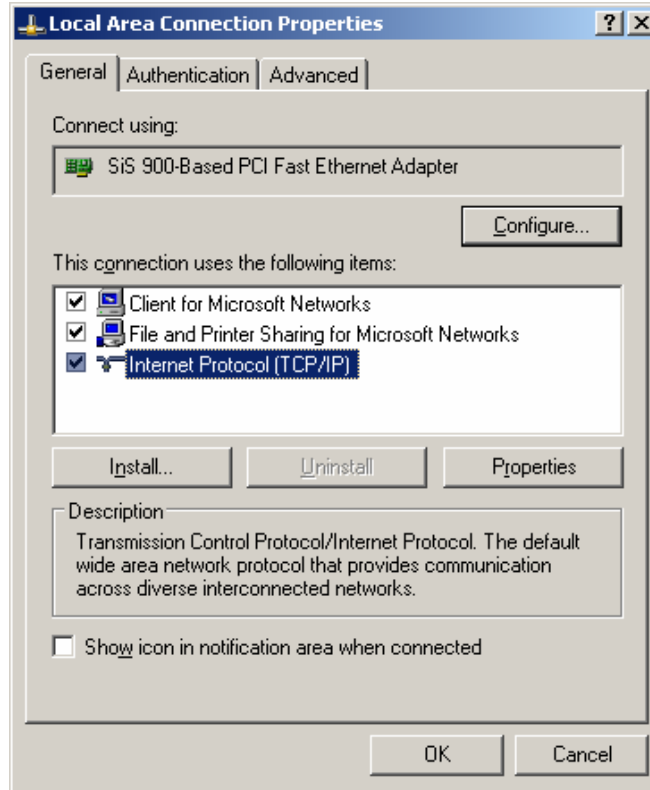 Local Area Connection Properties
General Authentication Advanced
Connect using:
SiS 900-Based PCI Fast Ethernet Adapter
Configure...
This connection uses the following items:
Client for Microsoft Networks
File and Printer Sharing for Microsoft Networks
Internet Protocol (TCP/IP)
Install... Uninstall Properties
Description
Transmission Control Protocol/Internet Protocol. The default
wide area network protocol that provides communication
across diverse interconnected networks.
Show icon in notification area when connected
OK Cancel